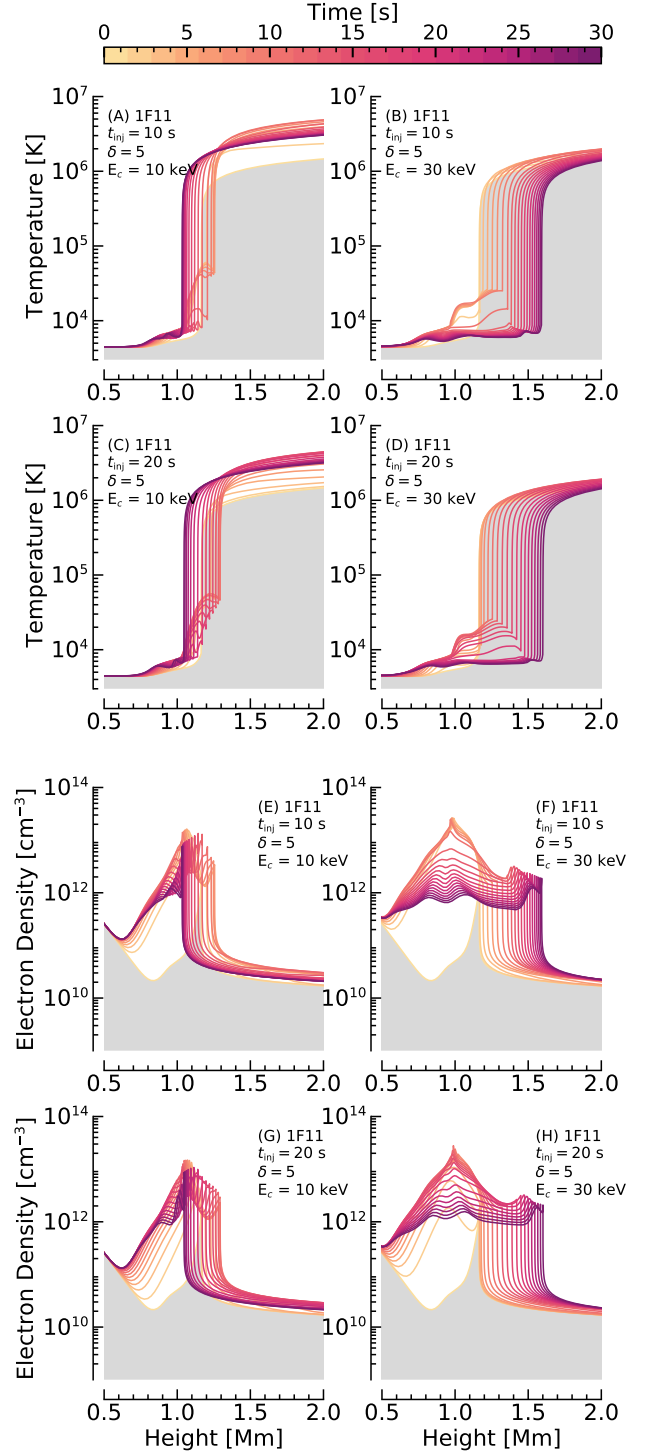 Time [s]
0 5 10 15 20 25 30
Temperature [K]
10⁷
10⁶
10⁵
10⁴
(A) 1F11
t_inj = 10 s
δ = 5
E_c = 10 keV
(B) 1F11
t_inj = 10 s
δ = 5
E_c = 30 keV
0.5 1.0 1.5 2.0
0.5 1.0 1.5 2.0
Temperature [K]
10⁷
10⁶
10⁵
10⁴
(C) 1F11
t_inj = 20 s
δ = 5
E_c = 10 keV
(D) 1F11
t_inj = 20 s
δ = 5
E_c = 30 keV
0.5 1.0 1.5 2.0
0.5 1.0 1.5 2.0
Electron Density [cm⁻³]
10¹⁴
10¹²
10¹⁰
(E) 1F11
t_inj = 10 s
δ = 5
E_c = 10 keV
10¹⁴
10¹²
10¹⁰
(F) 1F11
t_inj = 10 s
δ = 5
E_c = 30 keV
0.5 1.0 1.5 2.0
0.5 1.0 1.5 2.0
Electron Density [cm⁻³]
10¹⁴
10¹²
10¹⁰
(G) 1F11
t_inj = 20 s
δ = 5
E_c = 10 keV
10¹⁴
10¹²
10¹⁰
(H) 1F11
t_inj = 20 s
δ = 5
E_c = 30 keV
0.5 1.0 1.5 2.0
0.5 1.0 1.5 2.0
Height [Mm]
Height [Mm]